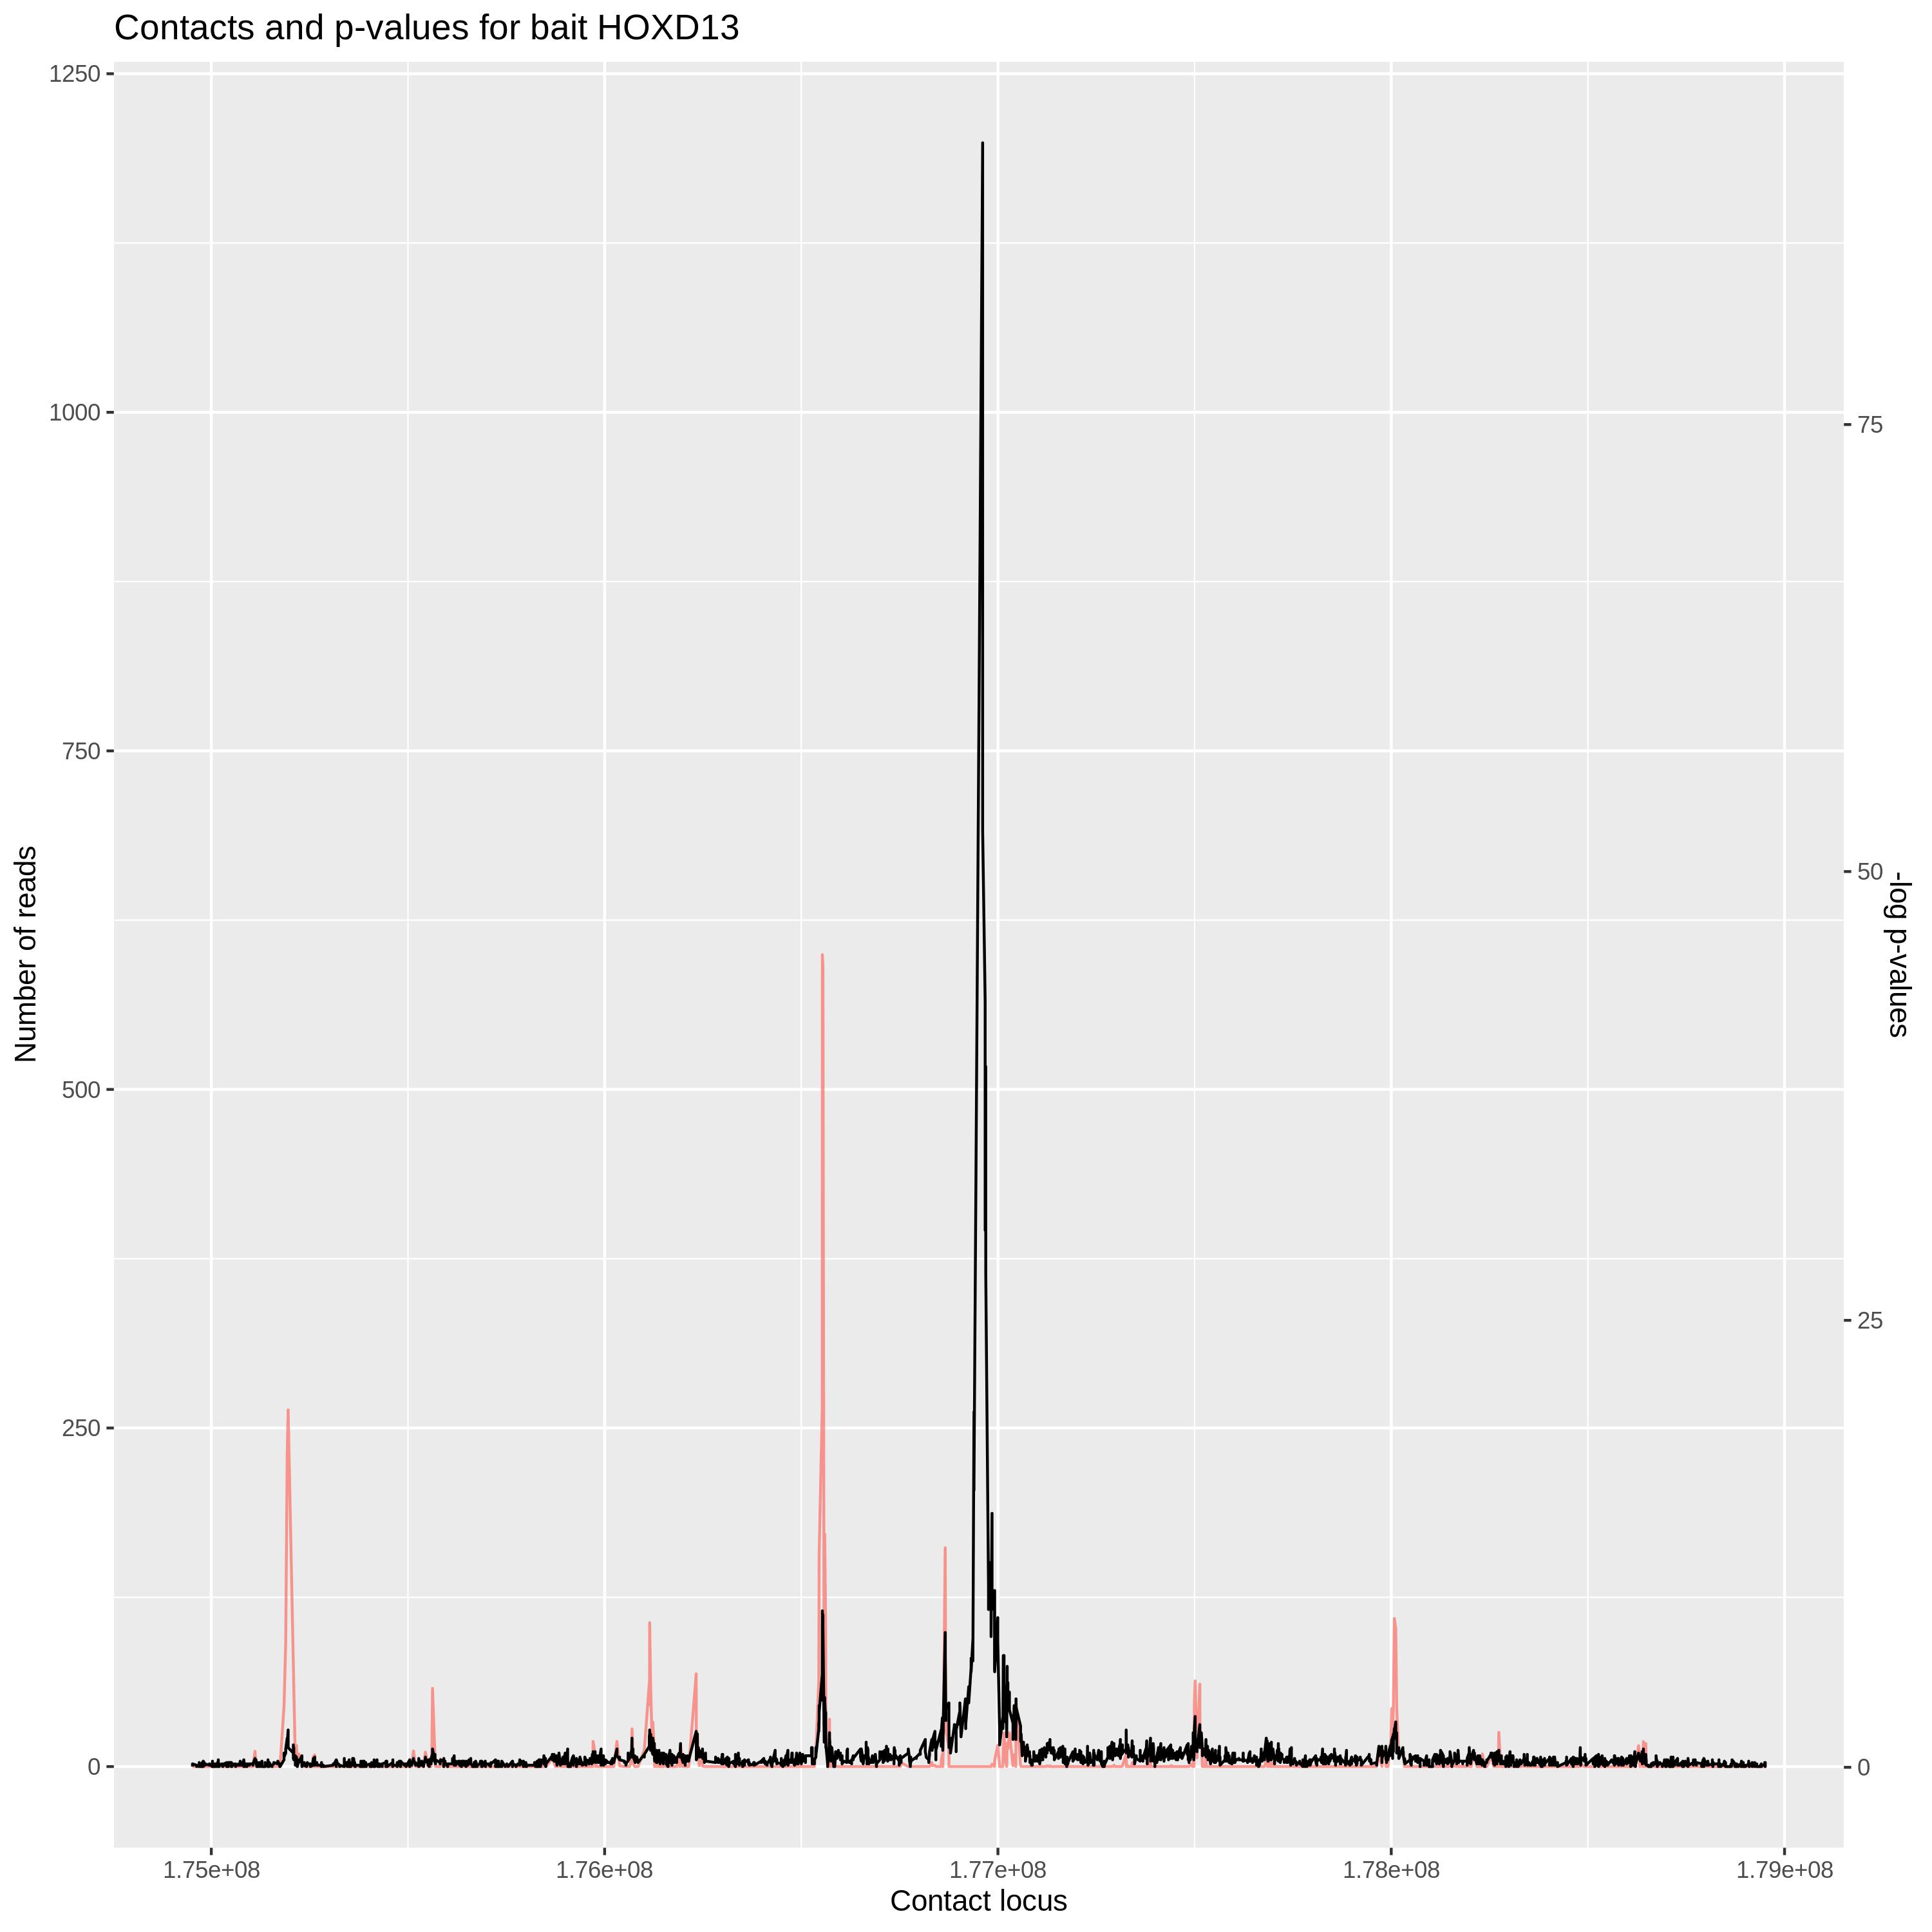 Contacts and p-values for bait HOXD13
1250
1000
750
500
250
0
Number of reads
75
50
25
0
-log p-values
1.75e+08
1.76e+08
1.77e+08
1.78e+08
1.79e+08
Contact locus